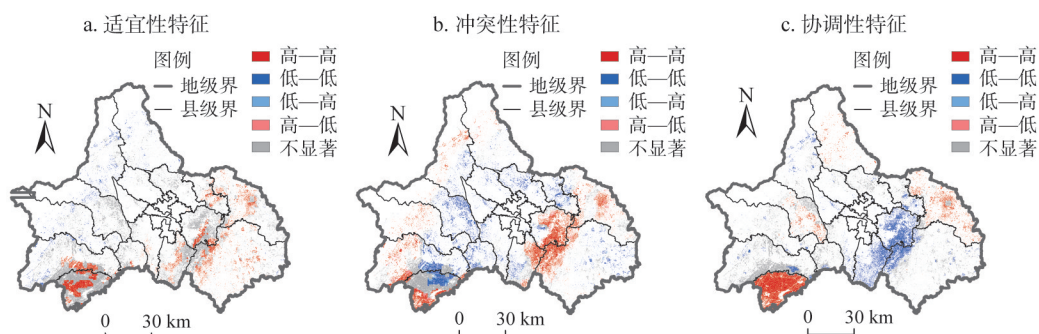 a. 适宜性特征
图例
地级界
县级界
高—高
低—低
低—高
高—低
不显著
N
0 30 km
b. 冲突性特征
图例
地级界
县级界
高—高
低—低
低—高
高—低
不显著
N
0 30 km
c. 协调性特征
图例
地级界
县级界
高—高
低—低
低—高
高—低
不显著
N
0 30 km